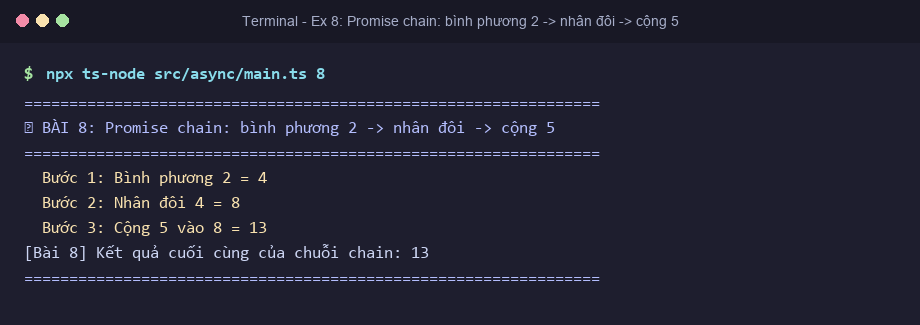 Terminal - Ex 8: Promise chain: bình phương 2 -> nhân đôi -> cộng 5
$ npx ts-node src/async/main.ts 8
================================================================
BÀI 8: Promise chain: bình phương 2 -> nhân đôi -> cộng 5
================================================================
Bước 1: Bình phương 2 = 4
Bước 2: Nhân đôi 4 = 8
Bước 3: Cộng 5 vào 8 = 13
[Bài 8] Kết quả cuối cùng của chuỗi chain: 13
================================================================